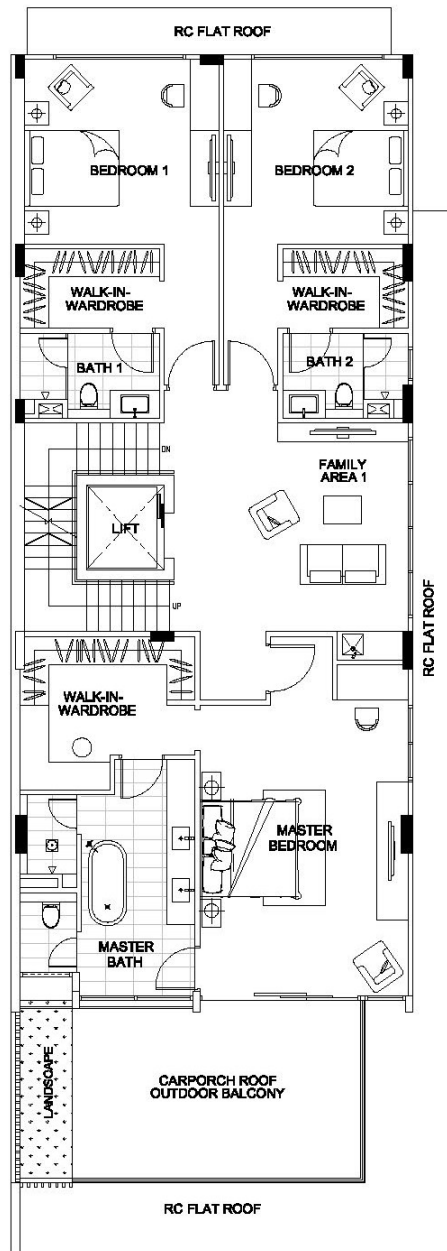 RC FLAT ROOF
BEDROOM 1
BEDROOM 2
WALK-IN-
WARDROBE
WALK-IN-
WARDROBE
BATH 1
BATH 2
DN
FAMILY
AREA 1
LIFT
UP
RC FLAT ROOF
WALK-IN-
WARDROBE
MASTER
BEDROOM
MASTER
BATH
LANDSCAPE
CARPORCH ROOF
OUTDOOR BALCONY
RC FLAT ROOF